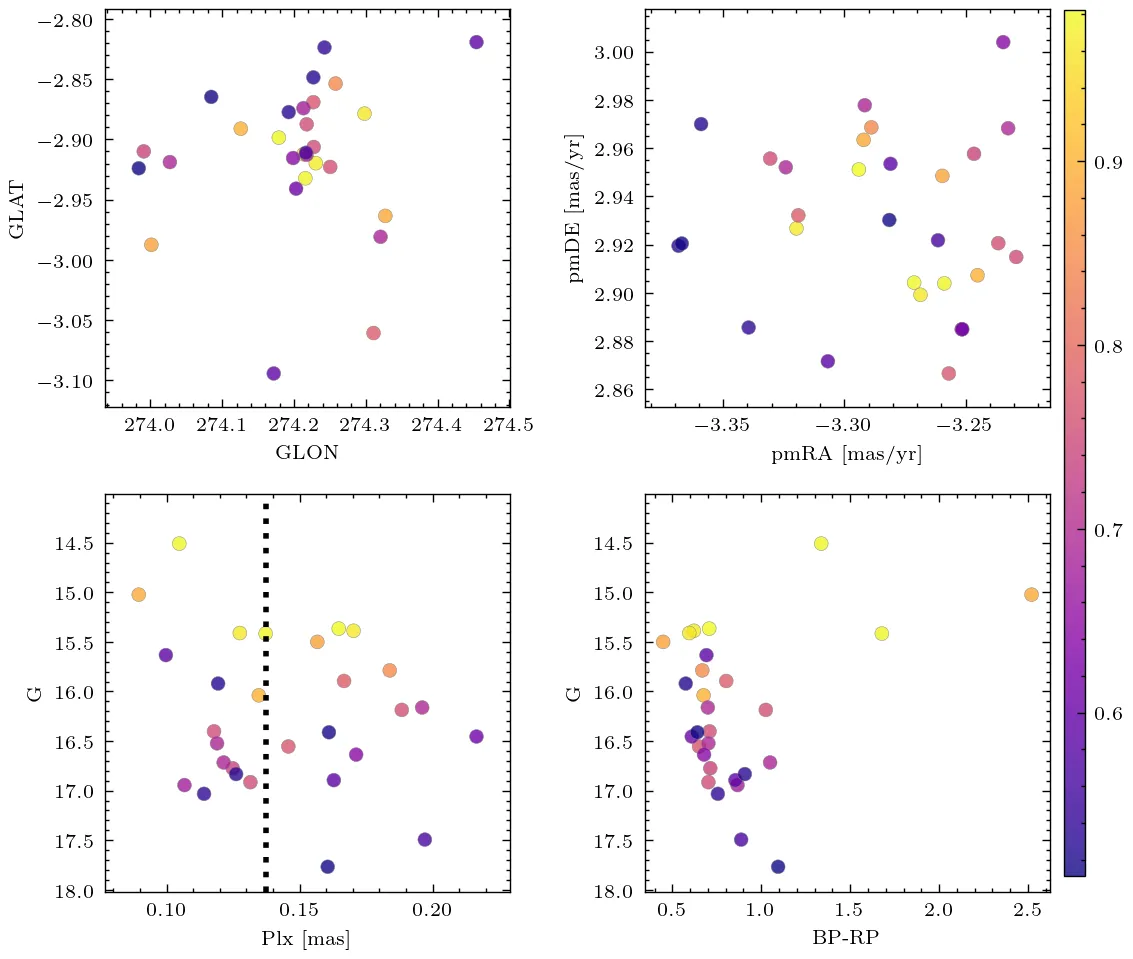 −2.80
−2.85
−2.90
−2.95
−3.00
−3.05
−3.10
GLAT
274.0 274.1 274.2 274.3 274.4 274.5
GLON
3.00
2.98
2.96
2.94
2.92
2.90
2.88
2.86
pmDE [mas/yr]
−3.35 −3.30 −3.25
pmRA [mas/yr]
0.9
0.8
0.7
0.6
14.5
15.0
15.5
16.0
16.5
17.0
17.5
18.0
G
0.10 0.15 0.20
Plx [mas]
14.5
15.0
15.5
16.0
16.5
17.0
17.5
18.0
G
0.5 1.0 1.5 2.0 2.5
BP-RP